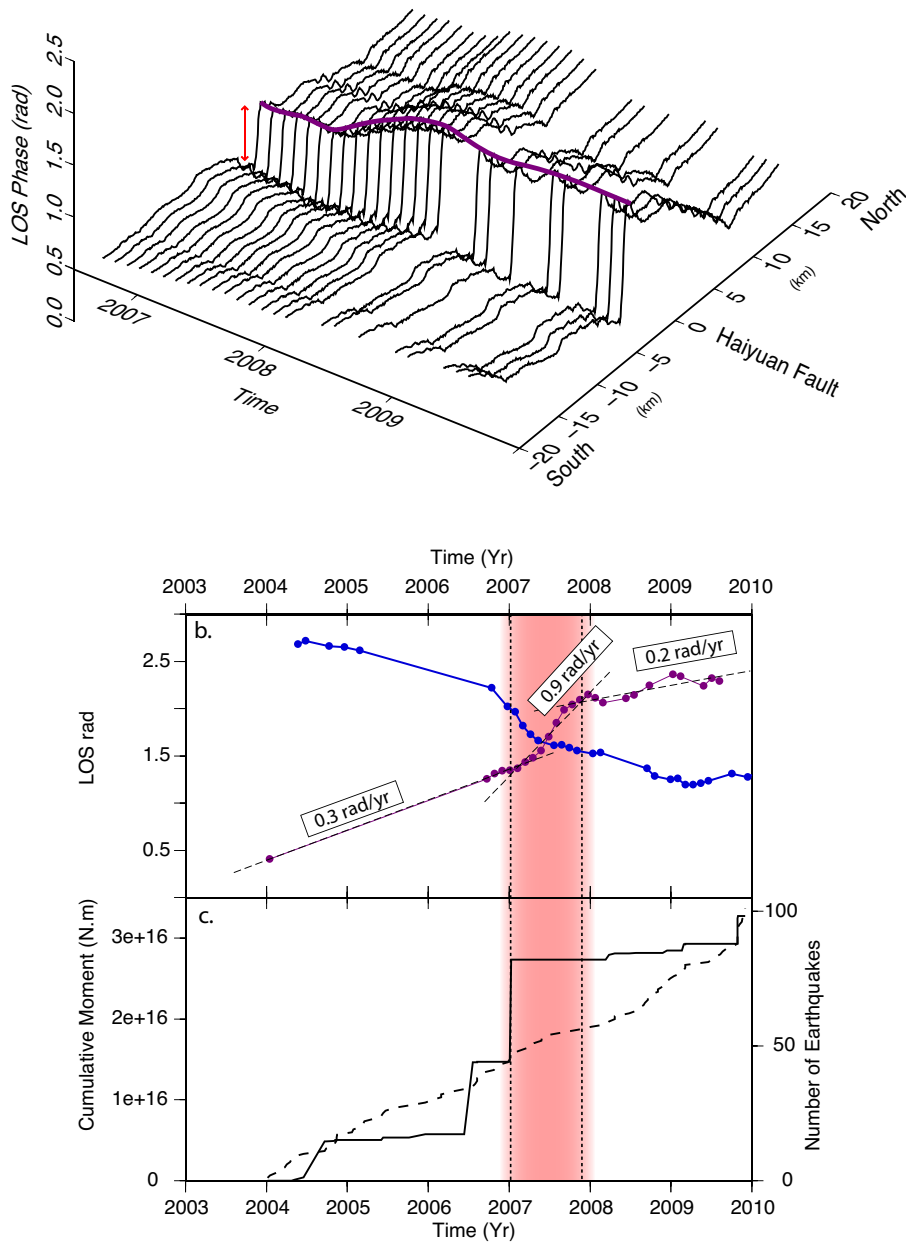 2.5
2.0
1.5
1.0
0.5
0.0
LOS Phase (rad)
2007
2008
2009
Time
20
15
10
5
0
−5
−10
−15
−20
North
(km)
Haiyuan Fault
(km)
South
Time (Yr)
2003 2004 2005 2006 2007 2008 2009 2010
b.
2.5
1.5
0.5
LOS rad
0.3 rad/yr
0.9 rad/yr
0.2 rad/yr
c.
3e+16
2e+16
1e+16
0
Cumulative Moment (N.m)
100
50
0
Number of Earthquakes
2003 2004 2005 2006 2007 2008 2009 2010
Time (Yr)